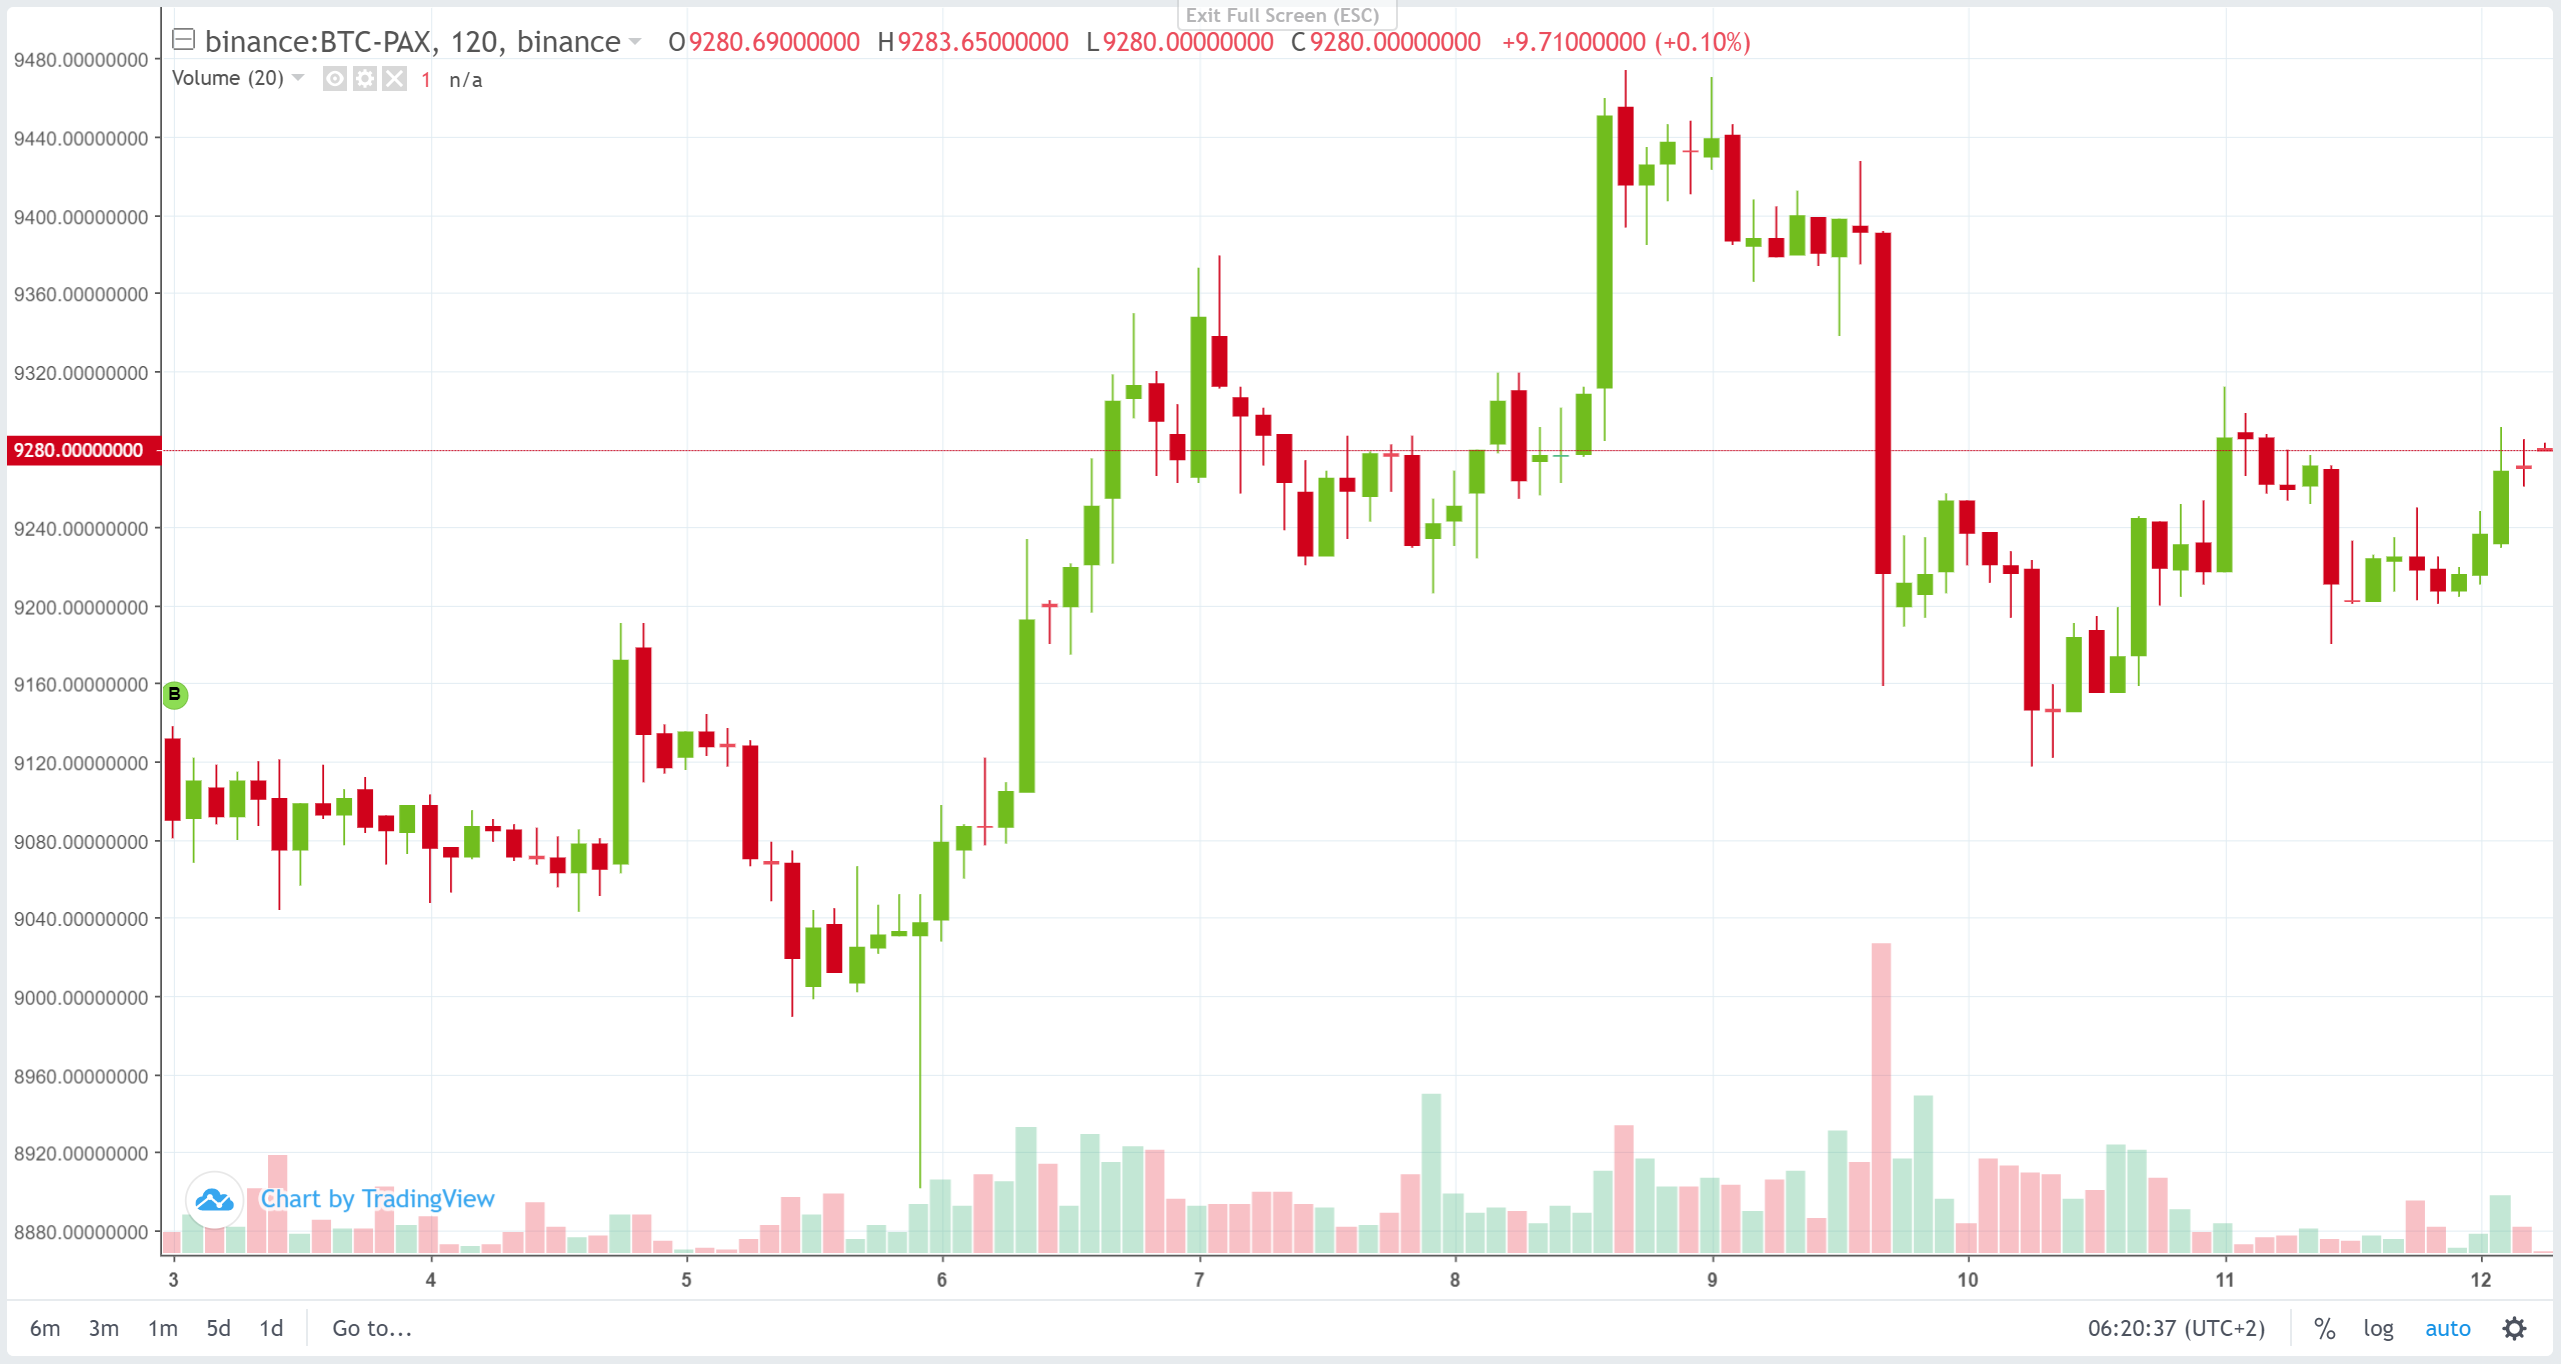 Exit Full Screen (ESC)
binance:BTC-PAX, 120, binance O9280.69000000 H9283.65000000 L9280.00000000 C9280.00000000 +9.71000000 (+0.10%)
Volume (20) 1 n/a
9480.00000000
9440.00000000
9400.00000000
9360.00000000
9320.00000000
9280.00000000
9240.00000000
9200.00000000
9160.00000000
B
9120.00000000
9080.00000000
9040.00000000
9000.00000000
8960.00000000
8920.00000000
Chart by TradingView
8880.00000000
3 4 5 6 7 8 9 10 11 12
6m 3m 1m 5d 1d Go to... 06:20:37 (UTC+2) % log auto